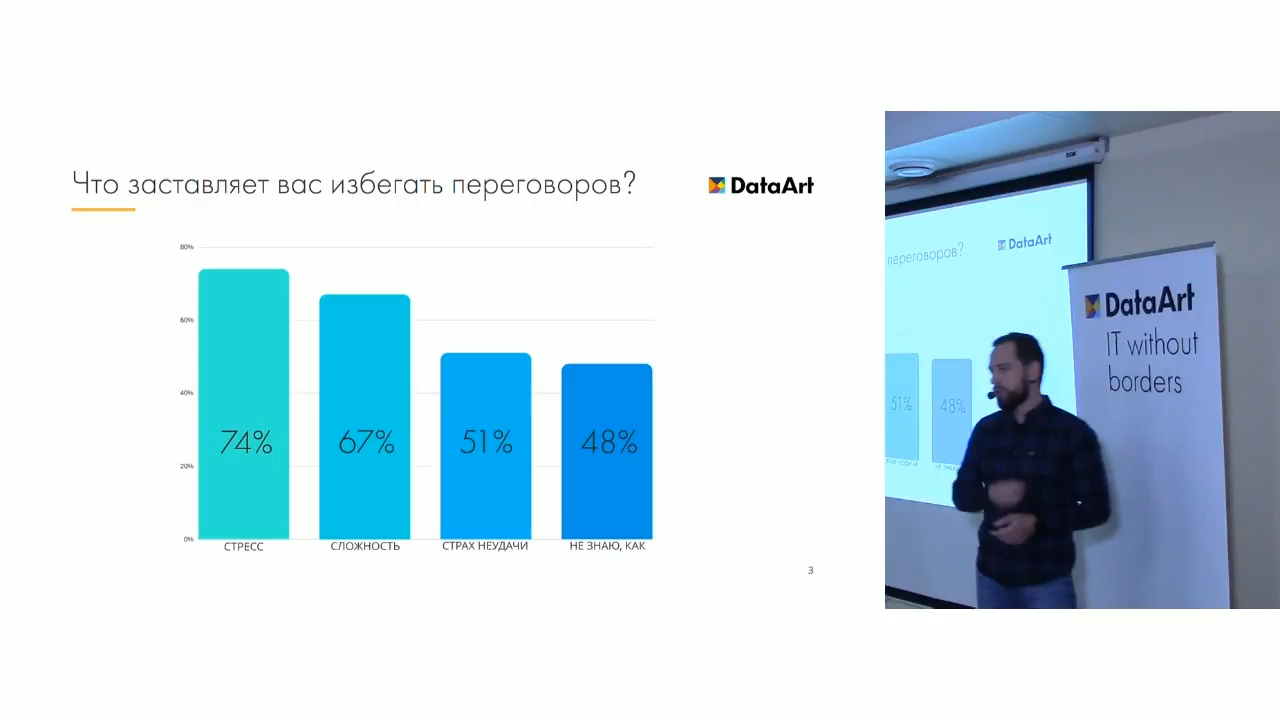 Что заставляет вас избегать переговоров?
DataArt
80%
60%
40%
20%
0%
74%
67%
51%
48%
СТРЕСС
СЛОЖНОСТЬ
СТРАХ НЕУДАЧИ
НЕ ЗНАЮ, КАК
3
переговоров?
DataArt
51%
48%
DataArt
IT without
borders